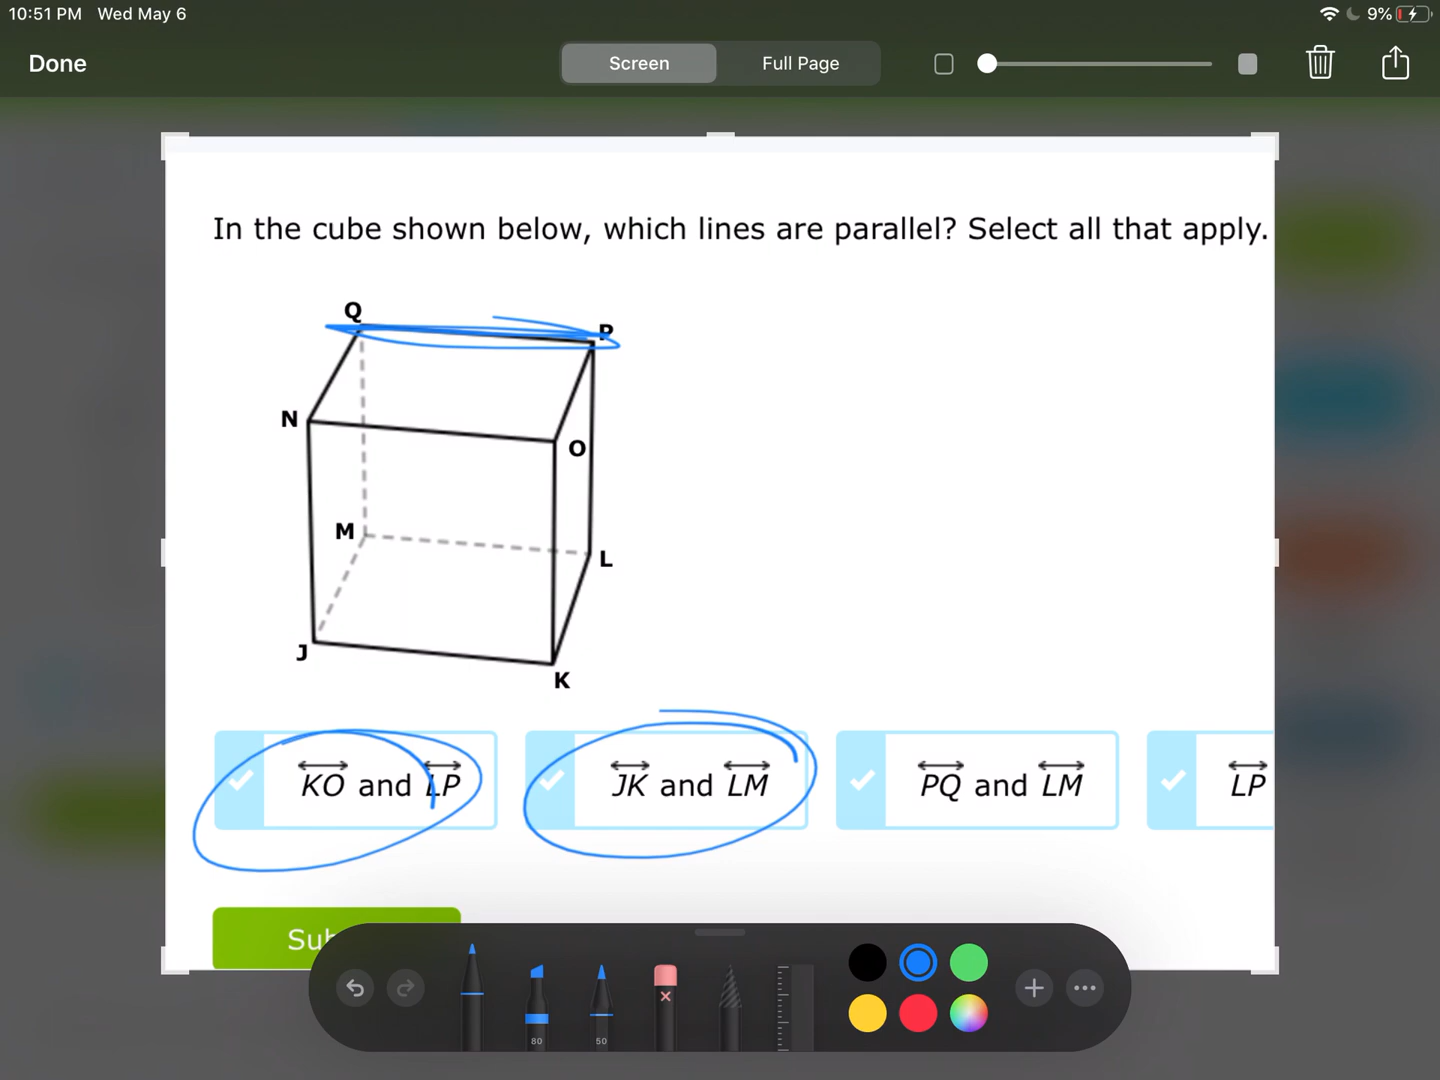 10:51 PM Wed May 6
9%
Done
Screen
Full Page
In the cube shown below, which lines are parallel? Select all that apply.
Q
P
N
O
M
L
J
K
KO and LP
JK and LM
PQ and LM
LP
80
50